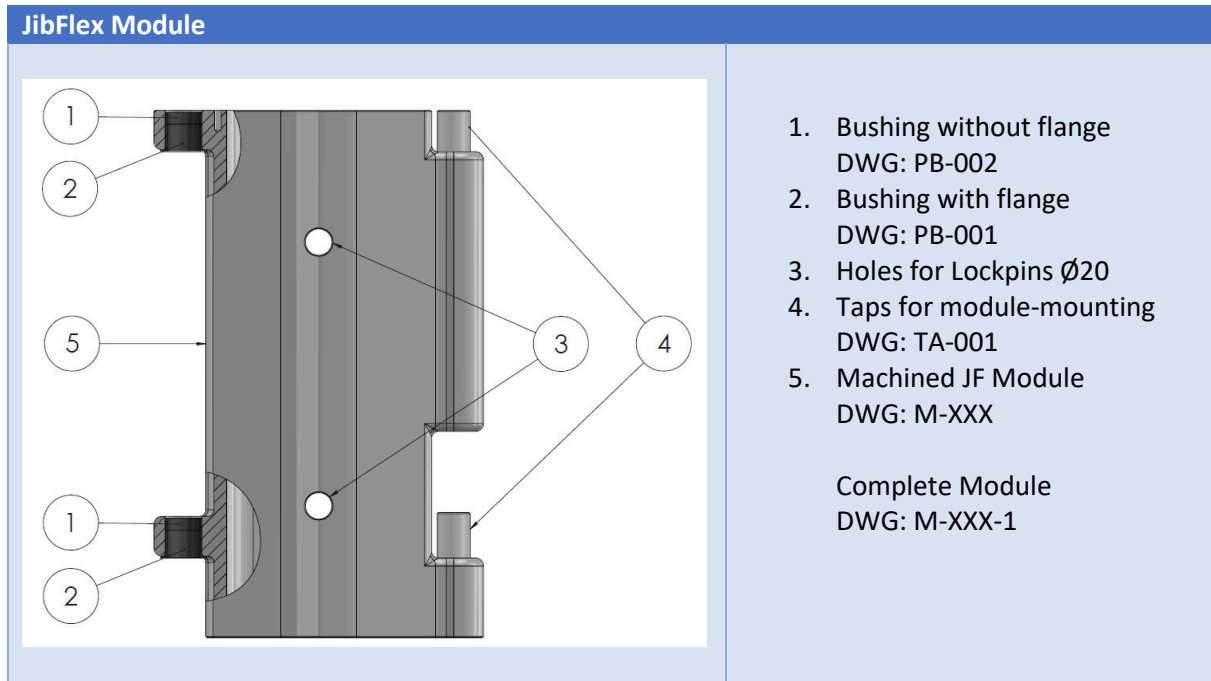 JibFlex Module
1
2
5
1
2
3
4
1. Bushing without flange
DWG: PB-002
2. Bushing with flange
DWG: PB-001
3. Holes for Lockpins Ø20
4. Taps for module-mounting
DWG: TA-001
5. Machined JF Module
DWG: M-XXX
Complete Module
DWG: M-XXX-1